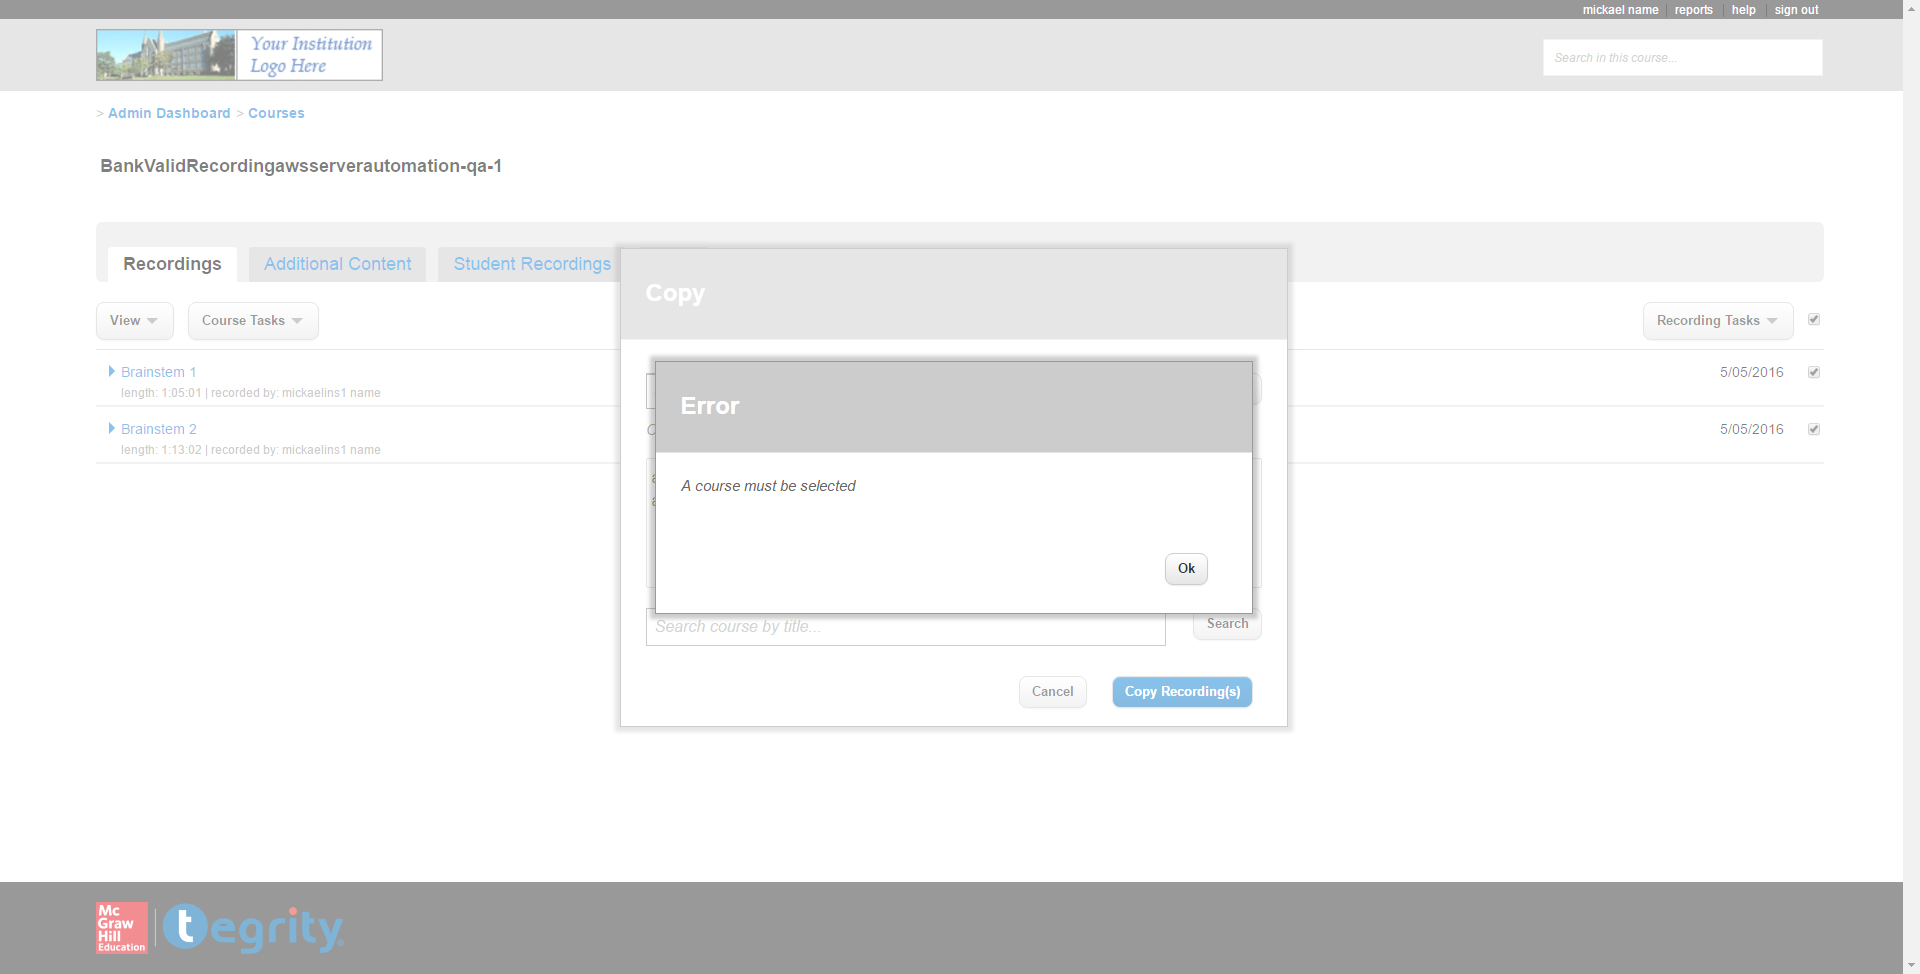 mickael name reports help sign out
Your Institution
Logo Here
Search in this course...
> Admin Dashboard > Courses
BankValidRecordingawsserverautomation-qa-1
Recordings Additional Content Student Recordings
Copy
View Course Tasks Recording Tasks
Brainstem 1 5/05/2016
length: 1:05:01 | recorded by: mickaelins1 name
Error
Brainstem 2 5/05/2016
length: 1:13:02 | recorded by: mickaelins1 name
A course must be selected
Ok
Search course by title... Search
Cancel Copy Recording(s)
Mc
Graw
Hill
Education
tegrity